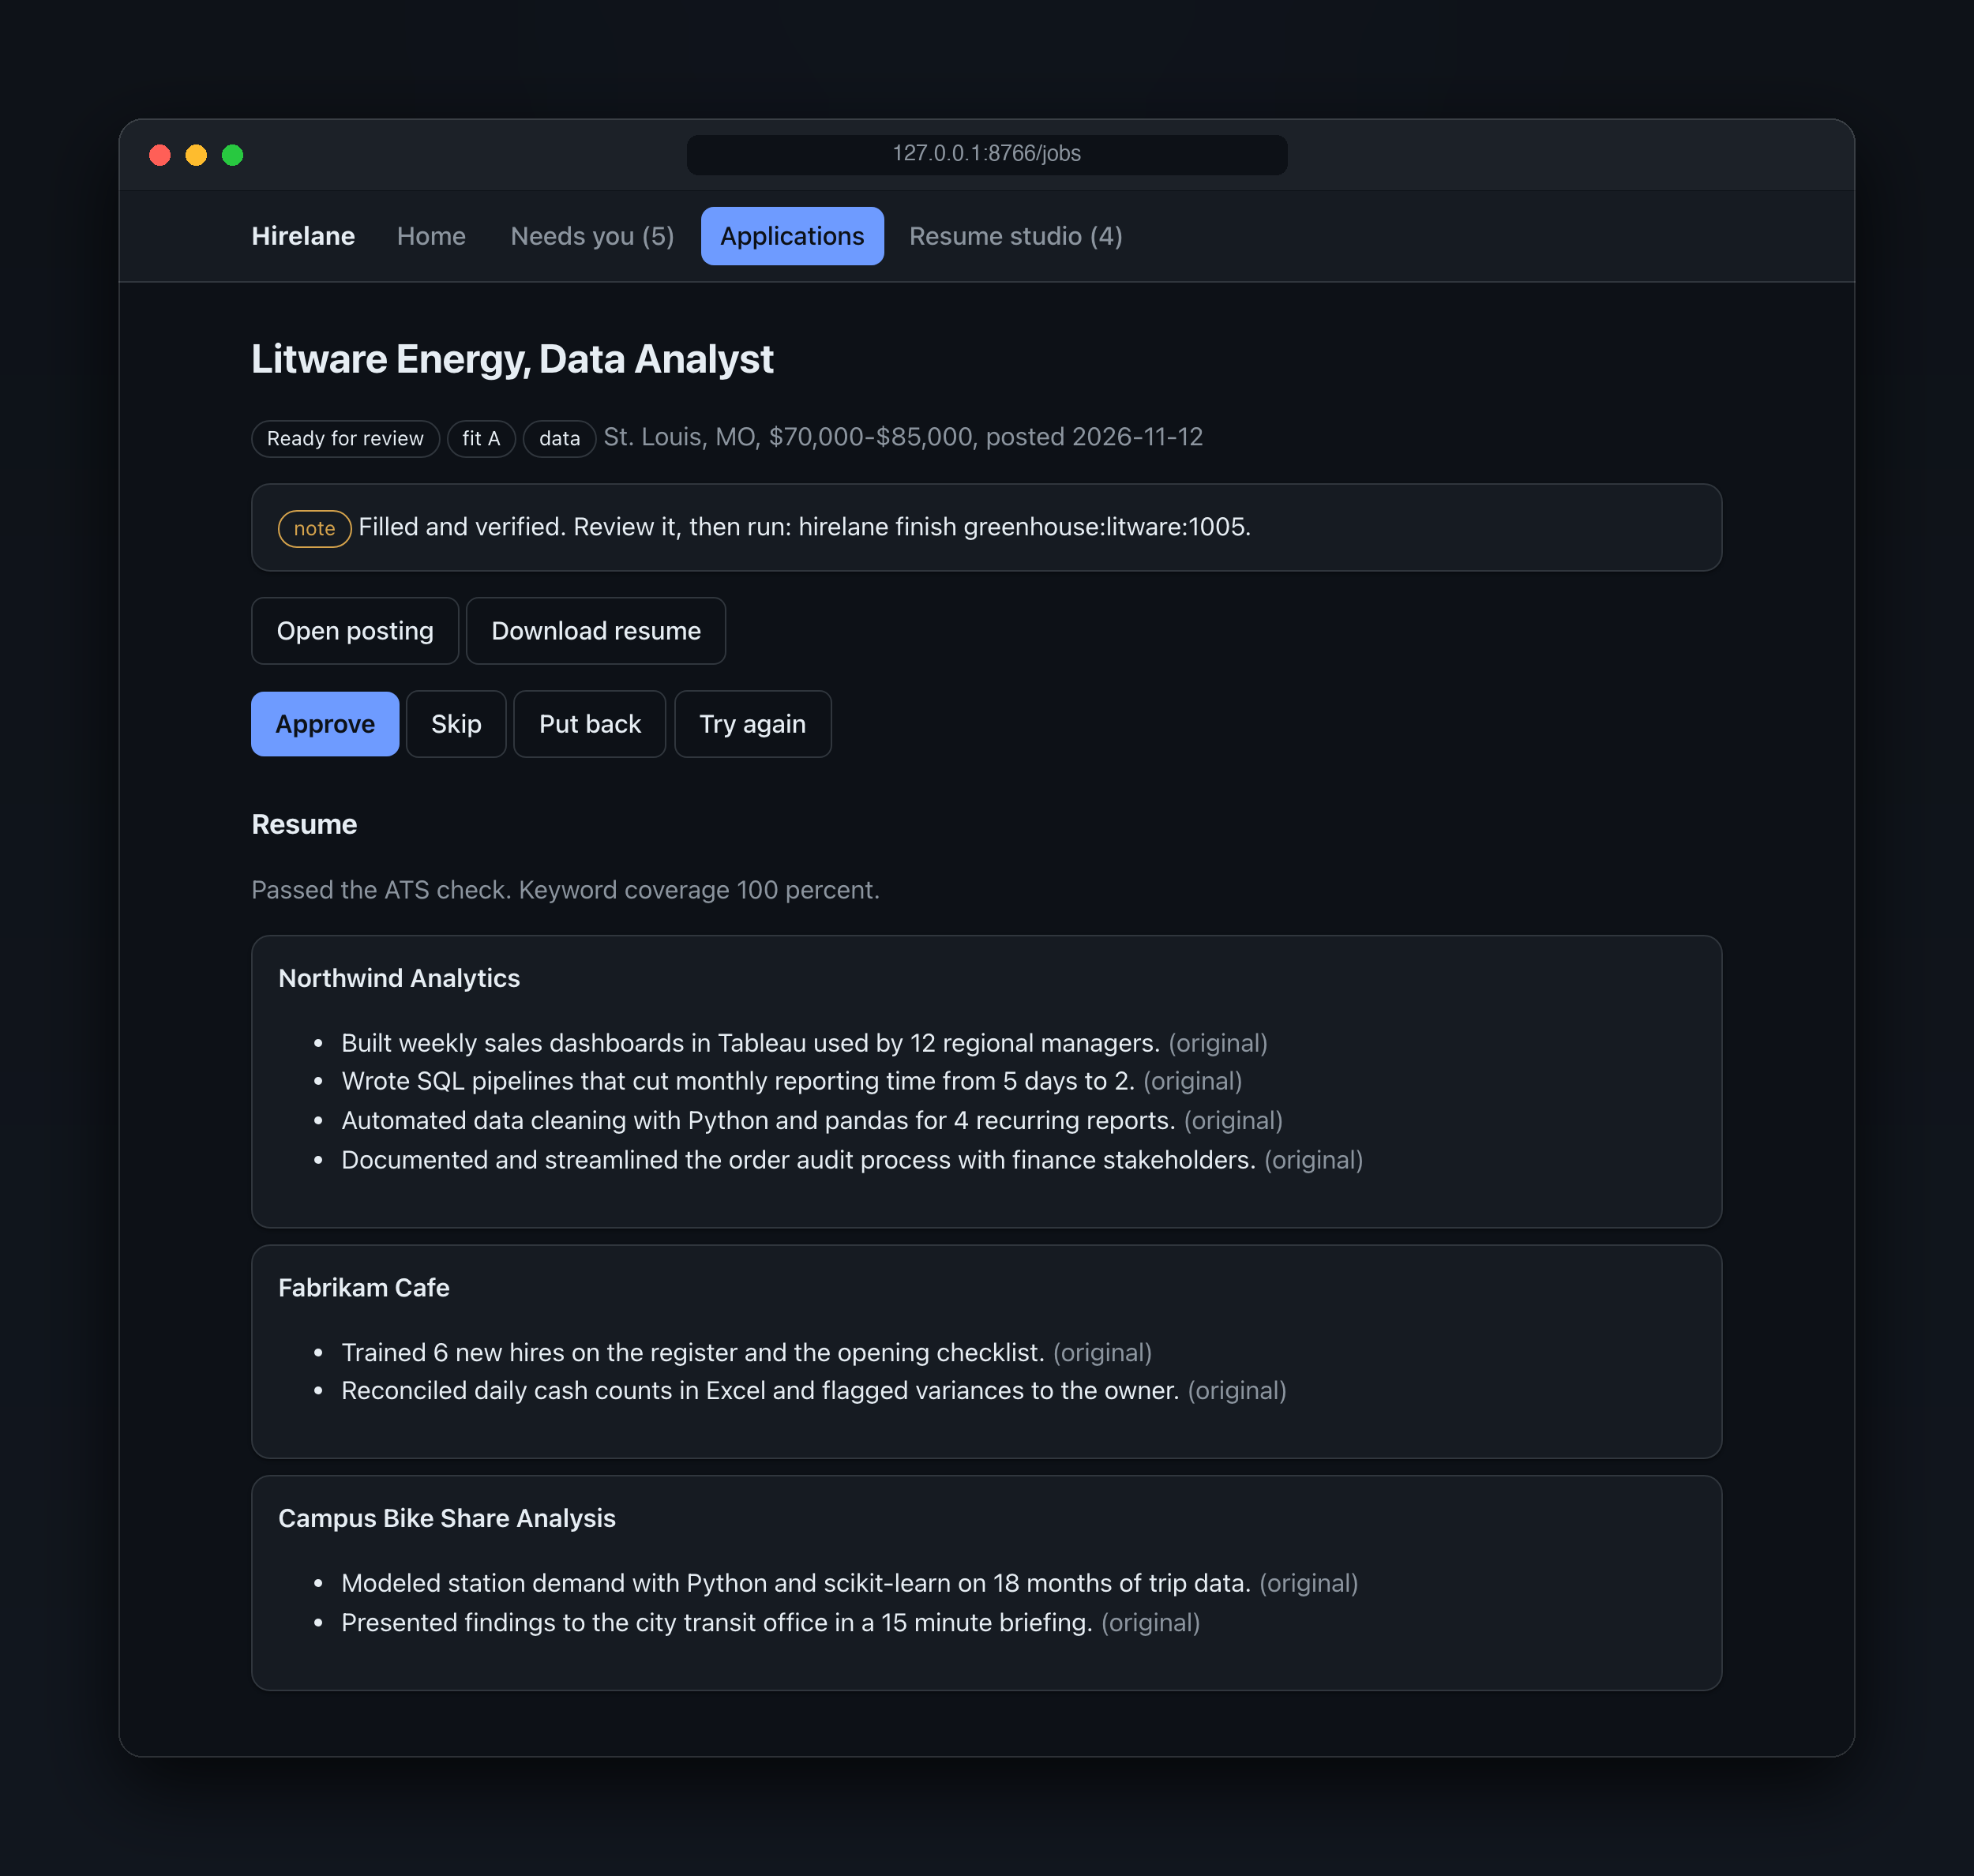 127.0.0.1:8766/jobs
Hirelane Home Needs you (5) Applications Resume studio (4)
Litware Energy, Data Analyst
Ready for review fit A data St. Louis, MO, $70,000-$85,000, posted 2026-11-12
note Filled and verified. Review it, then run: hirelane finish greenhouse:litware:1005.
Open posting Download resume
Approve Skip Put back Try again
Resume
Passed the ATS check. Keyword coverage 100 percent.
Northwind Analytics
• Built weekly sales dashboards in Tableau used by 12 regional managers. (original)
• Wrote SQL pipelines that cut monthly reporting time from 5 days to 2. (original)
• Automated data cleaning with Python and pandas for 4 recurring reports. (original)
• Documented and streamlined the order audit process with finance stakeholders. (original)
Fabrikam Cafe
• Trained 6 new hires on the register and the opening checklist. (original)
• Reconciled daily cash counts in Excel and flagged variances to the owner. (original)
Campus Bike Share Analysis
• Modeled station demand with Python and scikit-learn on 18 months of trip data. (original)
• Presented findings to the city transit office in a 15 minute briefing. (original)